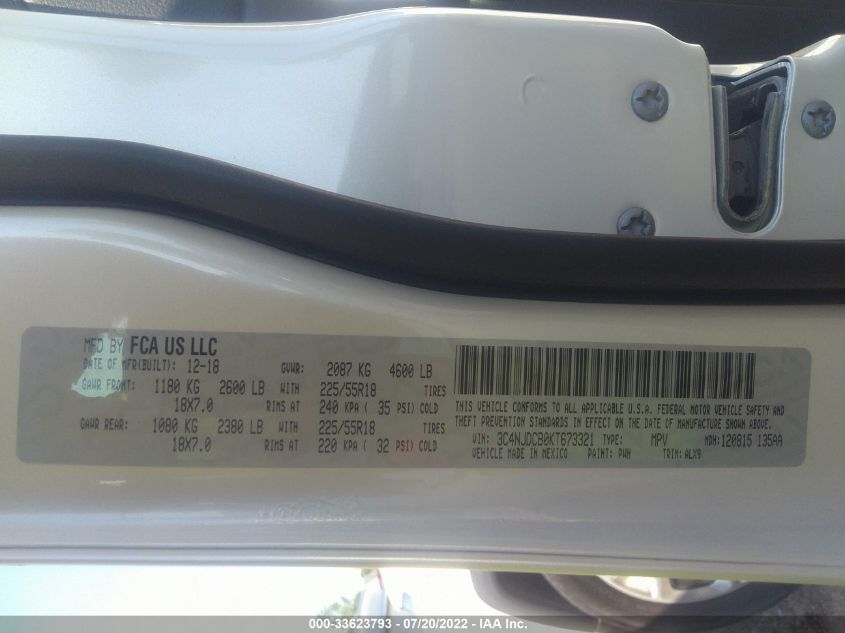 MFD BY FCA US LLC
DATE OF MFR(BUILT): 12-18 GVWR: 2087 KG 4600 LB
GAWR FRONT: 1180 KG 2600 LB WITH 225/55R18 TIRES
18X7.0 RIMS AT 240 KPA ( 35 PSI) COLD
GAWR REAR: 1080 KG 2380 LB WITH 225/55R18 TIRES
18X7.0 RIMS AT 220 KPA ( 32 PSI) COLD
THIS VEHICLE CONFORMS TO ALL APPLICABLE U.S.A. FEDERAL MOTOR VEHICLE SAFETY AND
THEFT PREVENTION STANDARDS IN EFFECT ON THE DATE OF MANUFACTURE SHOWN ABOVE.
VIN: 3C4NJDCB0KT673321 TYPE: MPV MDH: 120815 135AA
VEHICLE MADE IN MEXICO PAINT: PWH TRIM: ALX9
000-33623793 - 07/20/2022 - IAA Inc.